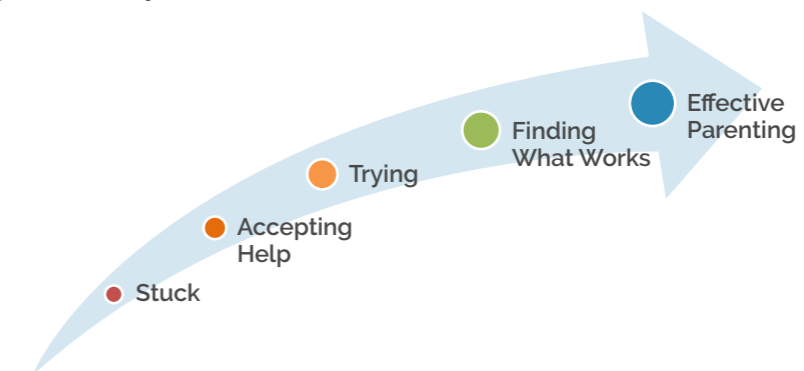 Effective
Parenting
Finding
What Works
Trying
Accepting
Help
Stuck